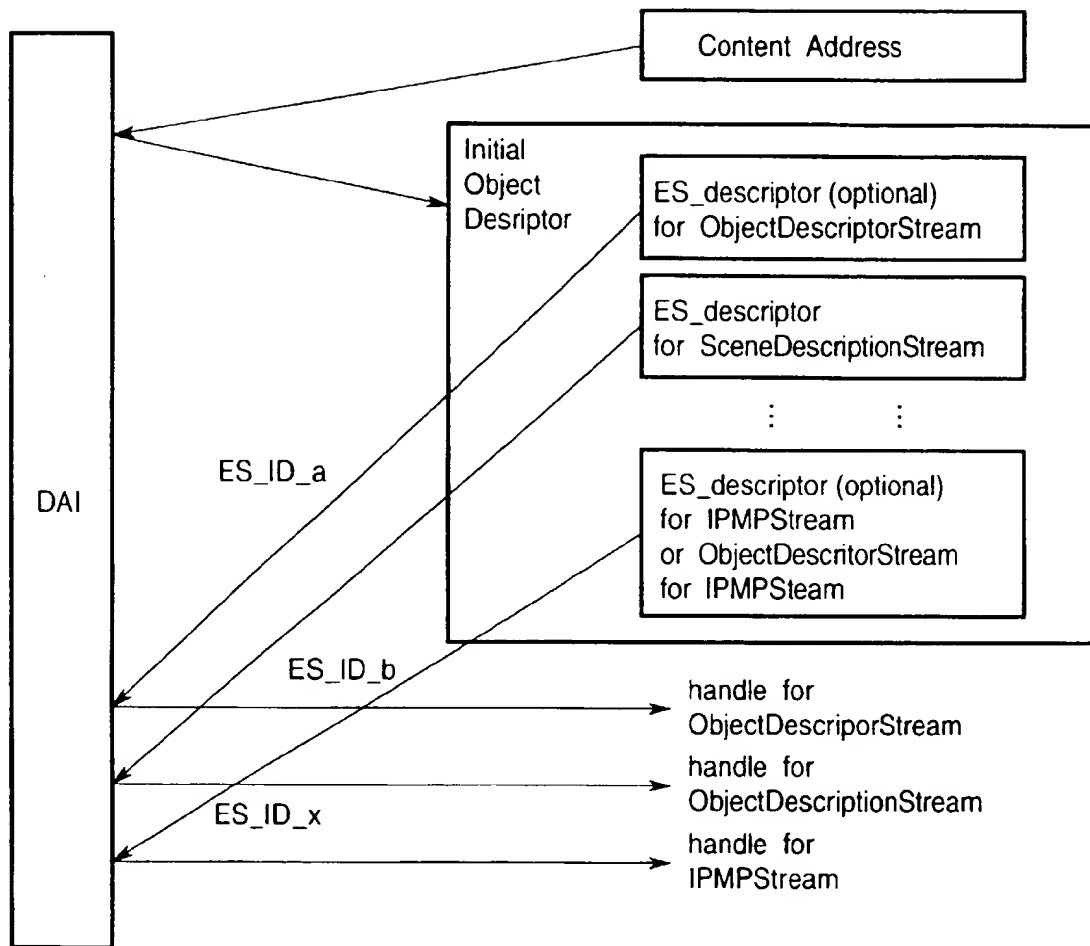 Content Address
Initial
Object
Desriptor
ES_descriptor (optional)
for ObjectDescriptorStream
ES_descriptor
for SceneDescriptionStream
ES_descriptor (optional)
for IPMPStream
or ObjectDescritorStream
for IPMPSteam
DAI
ES_ID_a
ES_ID_b
ES_ID_x
handle for
ObjectDescriporStream
handle for
ObjectDescriptionStream
handle for
IPMPStream